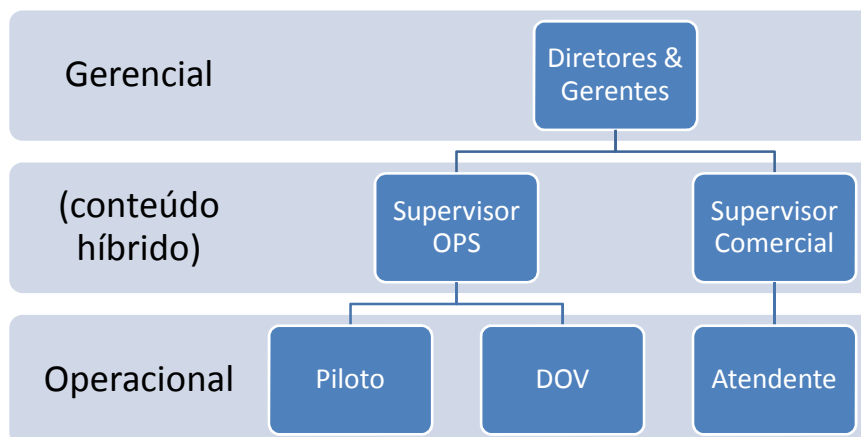 Gerencial
Diretores &
Gerentes
(conteúdo
híbrido)
Supervisor
OPS
Supervisor
Comercial
Operacional
Piloto
DOV
Atendente